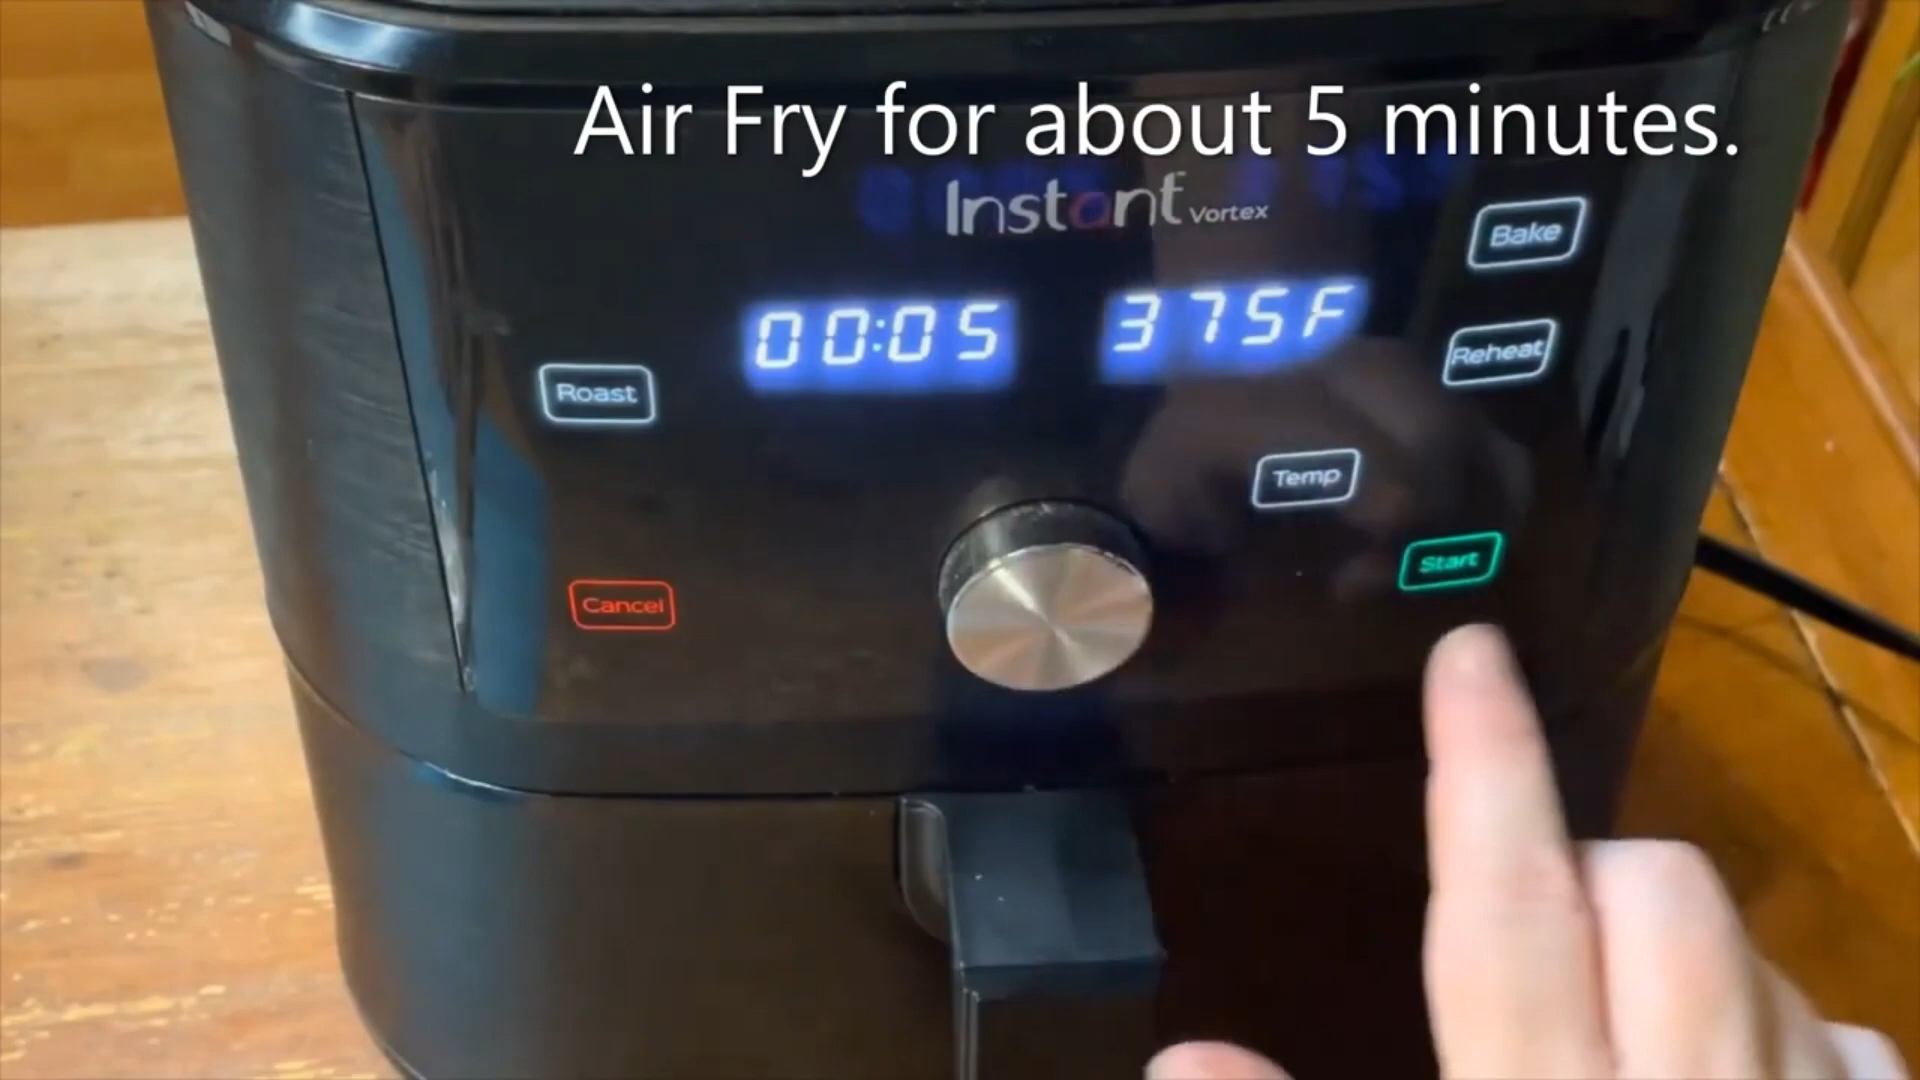 Air Fry for about 5 minutes.
Instant Vortex
Bake
00:05 375F
Reheat
Roast
Temp
Start
Cancel